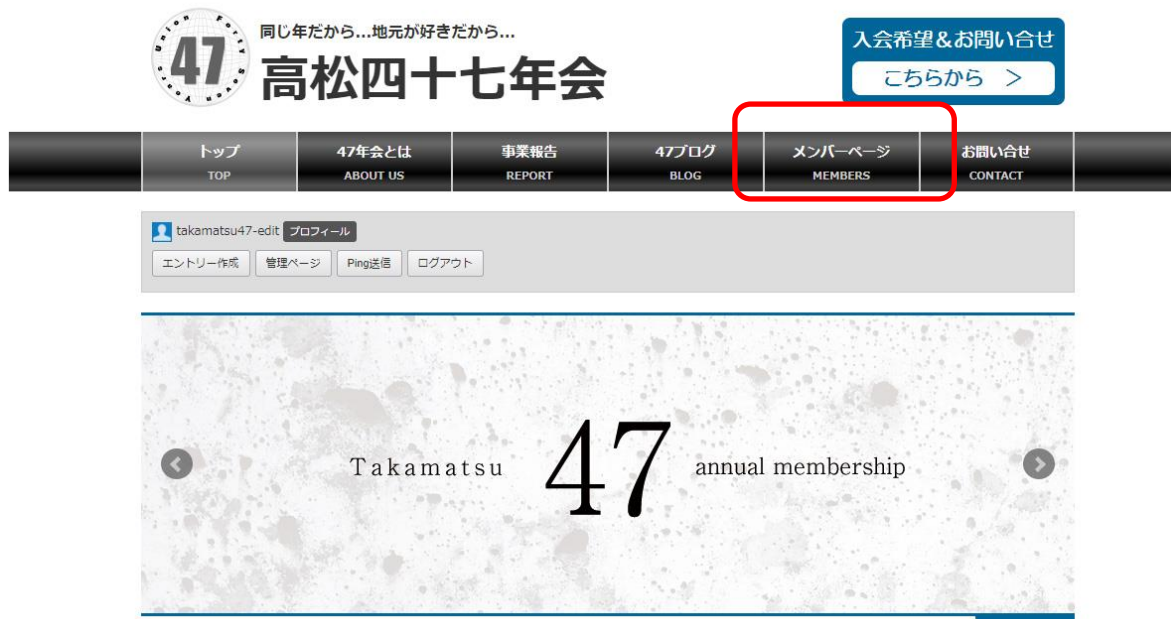 Union Forty Seven Years
47
同じ年だから...地元が好きだから...
高松四十七年会
入会希望&お問い合せ
こちらから >
トップ
TOP
47年会とは
ABOUT US
事業報告
REPORT
47ブログ
BLOG
メンバーページ
MEMBERS
お問い合せ
CONTACT
takamatsu47-edit プロフィール
エントリー作成 管理ページ Ping送信 ログアウト
Takamatsu 47 annual membership